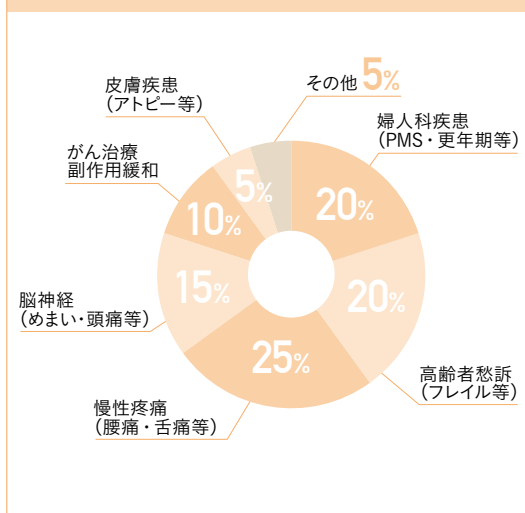 その他 5%
皮膚疾患
（アトピー等）
婦人科疾患
（PMS・更年期等）
がん治療
副作用緩和
5%
20%
10%
15%
20%
脳神経
（めまい・頭痛等）
25%
高齢者愁訴
（フレイル等）
慢性疼痛
（腰痛・舌痛等）